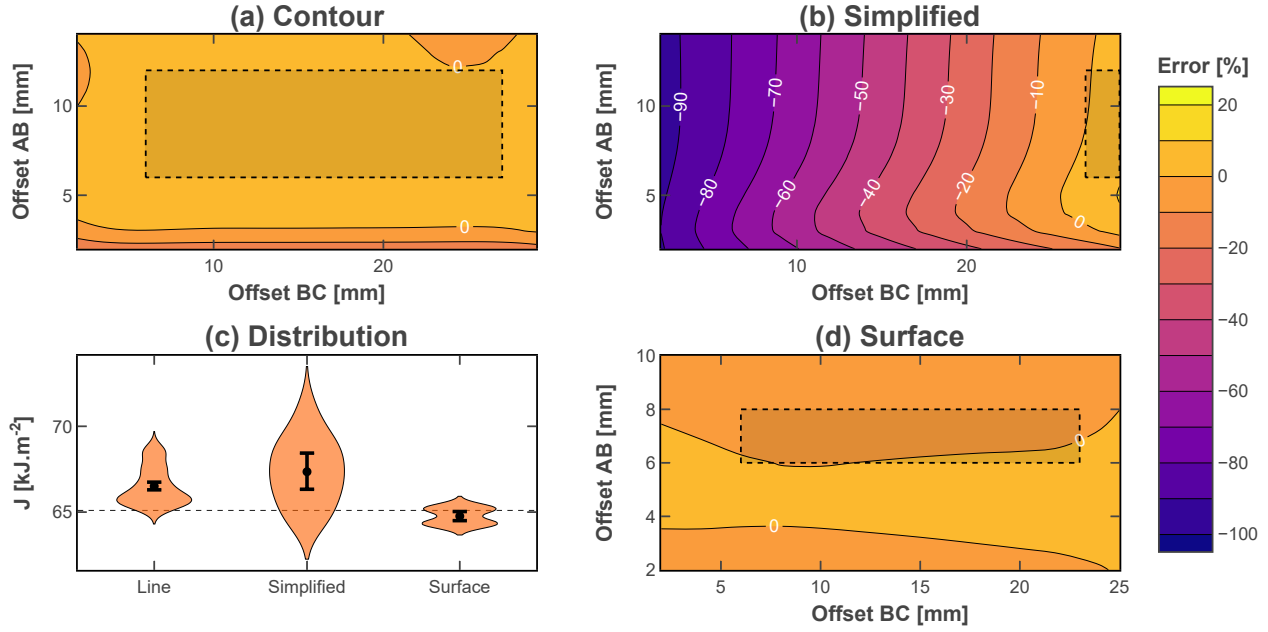 (a) Contour
Offset AB [mm]
10
5
0
0
10
20
Offset BC [mm]
(b) Simplified
Offset AB [mm]
10
5
−90
−80
−70
−60
−50
−40
−30
−20
−10
0
10
20
Offset BC [mm]
Error [%]
20
0
−20
−40
−60
−80
−100
(c) Distribution
J [kJ.m⁻²]
70
65
Line
Simplified
Surface
(d) Surface
Offset AB [mm]
10
8
6
4
2
0
0
5
10
15
20
25
Offset BC [mm]